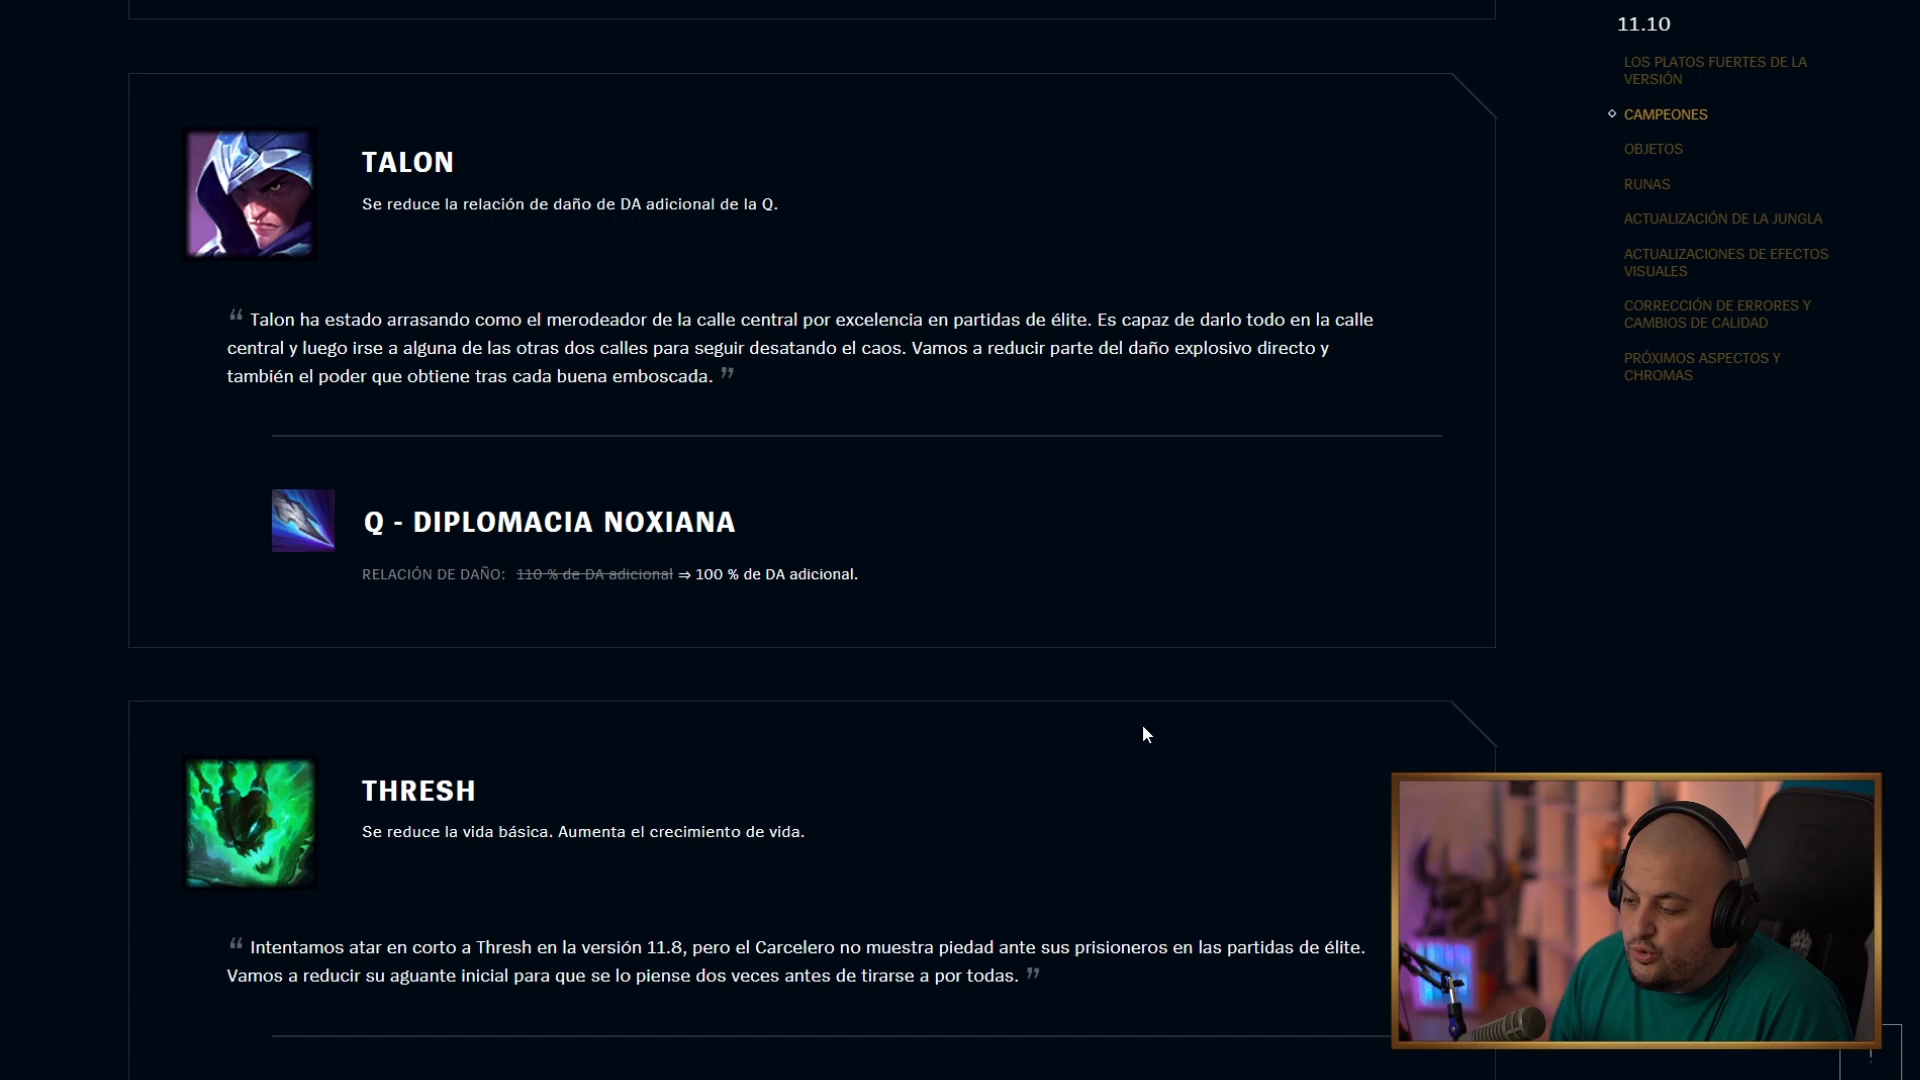 11.10
LOS PLATOS FUERTES DE LA
VERSIÓN
CAMPEONES
OBJETOS
RUNAS
ACTUALIZACIÓN DE LA JUNGLA
ACTUALIZACIONES DE EFECTOS
VISUALES
CORRECCIÓN DE ERRORES Y
CAMBIOS DE CALIDAD
PRÓXIMOS ASPECTOS Y
CHROMAS
TALON
Se reduce la relación de daño de DA adicional de la Q.
“ Talon ha estado arrasando como el merodeador de la calle central por excelencia en partidas de élite. Es capaz de darlo todo en la calle
central y luego irse a alguna de las otras dos calles para seguir desatando el caos. Vamos a reducir parte del daño explosivo directo y
también el poder que obtiene tras cada buena emboscada. ”
Q - DIPLOMACIA NOXIANA
RELACIÓN DE DAÑO: 110 % de DA adicional ⇒ 100 % de DA adicional.
THRESH
Se reduce la vida básica. Aumenta el crecimiento de vida.
“ Intentamos atar en corto a Thresh en la versión 11.8, pero el Carcelero no muestra piedad ante sus prisioneros en las partidas de élite.
Vamos a reducir su aguante inicial para que se lo piense dos veces antes de tirarse a por todas. ”